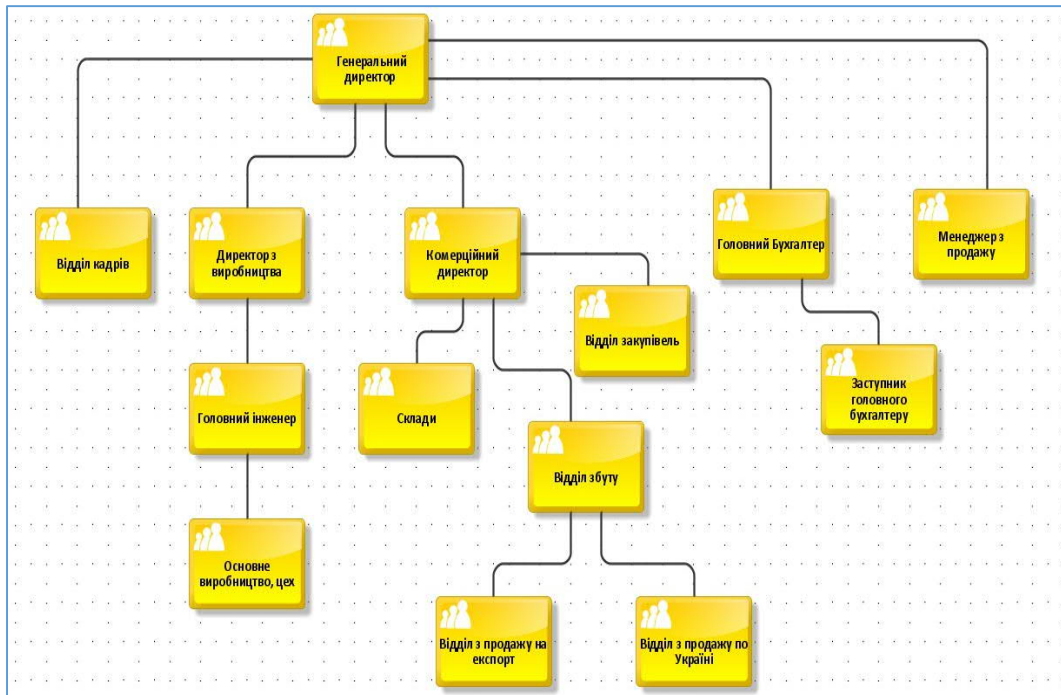 Генеральний
директор
Відділ кадрів
Директор з
виробництва
Комерційний
директор
Головний Бухгалтер
Менеджер з
продажу
Відділ закупівель
Головний інженер
Склади
Заступник
головного
бухгалтеру
Відділ збуту
Основне
виробництво, цех
Відділ з продажу на
експорт
Відділ з продажу по
Україні